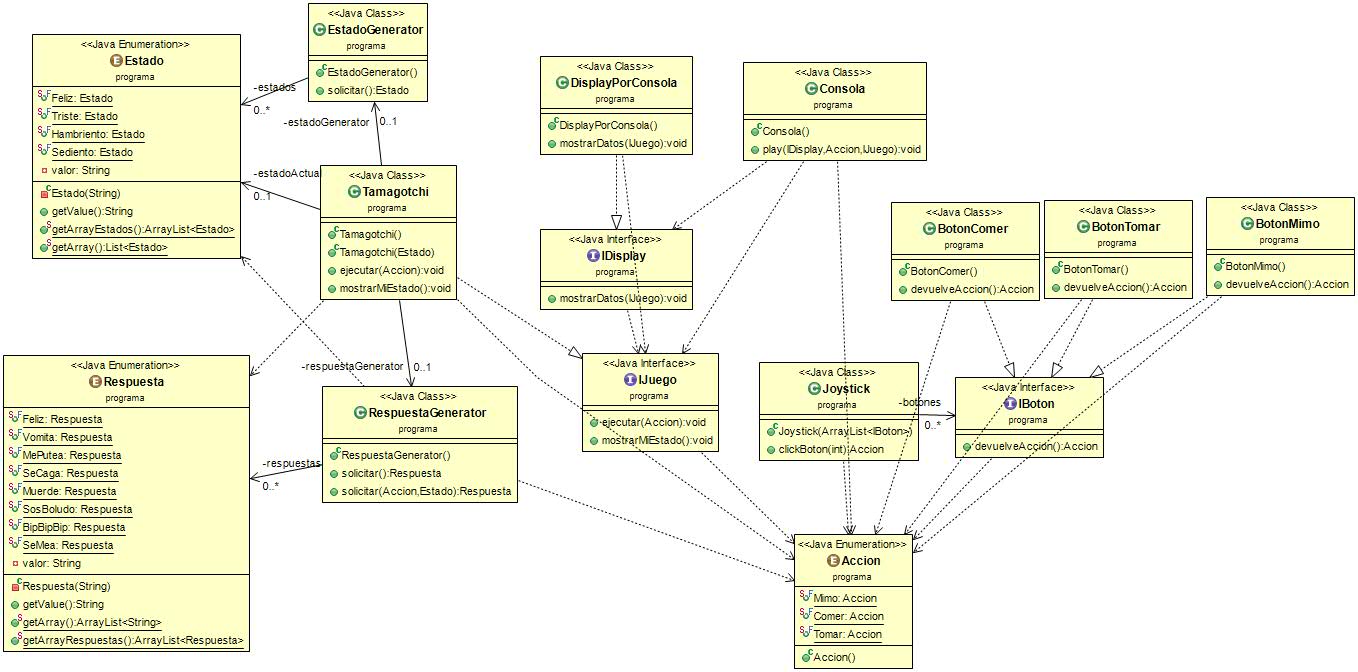 <<Java Class>>
EstadoGenerator
programa
EstadoGenerator()
solicitar():Estado
<<Java Enumeration>>
Estado
programa
Feliz: Estado
Triste: Estado
Hambriento: Estado
Sediento: Estado
valor: String
Estado(String)
getValue():String
getArrayEstados():ArrayList<Estado>
getArray():List<Estado>
-estados
0..*
-estadoGenerator
0..1
-estadoActual
0..1
<<Java Class>>
Tamagotchi
programa
Tamagotchi()
Tamagotchi(Estado)
ejecutar(Accion):void
mostrarMiEstado():void
<<Java Class>>
DisplayPorConsola
programa
DisplayPorConsola()
mostrarDatos(IJuego):void
<<Java Class>>
Consola
programa
Consola()
play(IDisplay,Accion,IJuego):void
<<Java Interface>>
IDisplay
programa
mostrarDatos(IJuego):void
<<Java Class>>
BotonComer
programa
BotonComer()
devuelveAccion():Accion
<<Java Class>>
BotonTomar
programa
BotonTomar()
devuelveAccion():Accion
<<Java Class>>
BotonMimo
programa
BotonMimo()
devuelveAccion():Accion
<<Java Enumeration>>
Respuesta
programa
Feliz: Respuesta
Vomita: Respuesta
MePutea: Respuesta
SeCaga: Respuesta
Muerde: Respuesta
SosBoludo: Respuesta
BipBipBip: Respuesta
SeMea: Respuesta
valor: String
Respuesta(String)
getValue():String
getArray():ArrayList<String>
getArrayRespuestas():ArrayList<Respuesta>
-respuestaGenerator
0..1
-respuestas
0..*
<<Java Class>>
RespuestaGenerator
programa
RespuestaGenerator()
solicitar():Respuesta
solicitar(Accion,Estado):Respuesta
<<Java Interface>>
IJuego
programa
ejecutar(Accion):void
mostrarMiEstado():void
<<Java Class>>
Joystick
programa
Joystick(ArrayList<IBoton>)
clickBoton(int):Accion
-botones
0..*
<<Java Interface>>
IBoton
programa
devuelveAccion():Accion
<<Java Enumeration>>
Accion
programa
Mimo: Accion
Comer: Accion
Tomar: Accion
Accion()